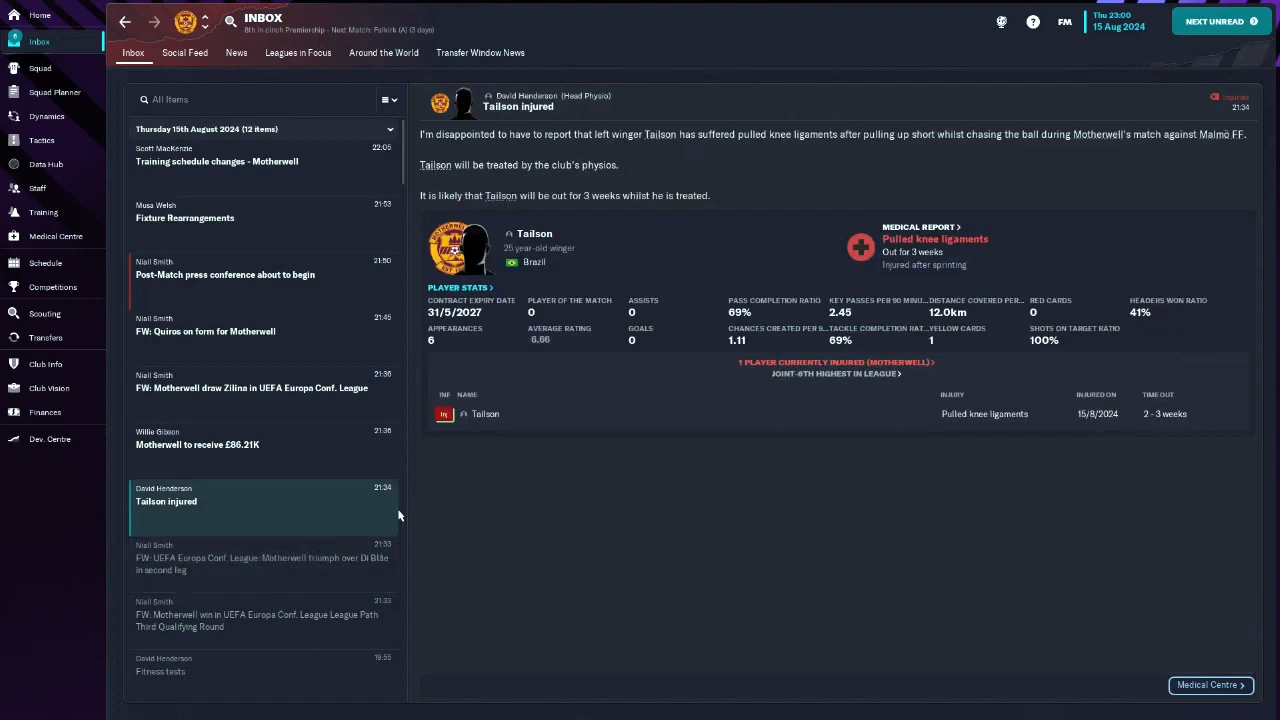 Home
INBOX
8th in cinch Premiership - Next Match: Falkirk (A) (3 days)
FM
Thu 23:00
15 Aug 2024
NEXT UNREAD
Inbox
Squad
Squad Planner
Dynamics
Tactics
Data Hub
Staff
Training
Medical Centre
Schedule
Competitions
Scouting
Transfers
Club Info
Club Vision
Finances
Dev. Centre
Inbox
Social Feed
News
Leagues in Focus
Around the World
Transfer Window News
All Items
Thursday 15th August 2024 (12 items)
Scott MacKenzie
22:05
Training schedule changes - Motherwell
Musa Welsh
21:53
Fixture Rearrangements
Niall Smith
21:50
Post-Match press conference about to begin
Niall Smith
21:45
FW: Quiros on form for Motherwell
Niall Smith
21:36
FW: Motherwell draw Zilina in UEFA Europa Conf. League
Willie Gibson
21:36
Motherwell to receive £86.21K
David Henderson
21:34
Tailson injured
Niall Smith
21:33
FW: UEFA Europa Conf. League: Motherwell triumph over Di Blåe
in second leg
Niall Smith
21:33
FW: Motherwell win in UEFA Europa Conf. League League Path
Third Qualifying Round
David Henderson
18:55
Fitness tests
David Henderson (Head Physio)
Tailson injured
Injuries
21:34
I'm disappointed to have to report that left winger Tailson has suffered pulled knee ligaments after pulling up short whilst chasing the ball during Motherwell's match against Malmö FF.
Tailson will be treated by the club's physios.
It is likely that Tailson will be out for 3 weeks whilst he is treated.
Tailson
25 year-old winger
Brazil
MEDICAL REPORT
Pulled knee ligaments
Out for 3 weeks
Injured after sprinting
PLAYER STATS
CONTRACT EXPIRY DATE
PLAYER OF THE MATCH
ASSISTS
PASS COMPLETION RATIO
KEY PASSES PER 90 MINU...
DISTANCE COVERED PER...
RED CARDS
HEADERS WON RATIO
31/5/2027
0
0
69%
2.45
12.0km
0
41%
APPEARANCES
AVERAGE RATING
GOALS
CHANCES CREATED PER 9...
TACKLE COMPLETION RAT...
YELLOW CARDS
SHOTS ON TARGET RATIO
6
6.66
0
1.11
69%
1
100%
1 PLAYER CURRENTLY INJURED (MOTHERWELL)
JOINT-6TH HIGHEST IN LEAGUE
INF
NAME
INJURY
INJURED ON
TIME OUT
Inj
Tailson
Pulled knee ligaments
15/8/2024
2 - 3 weeks
Medical Centre